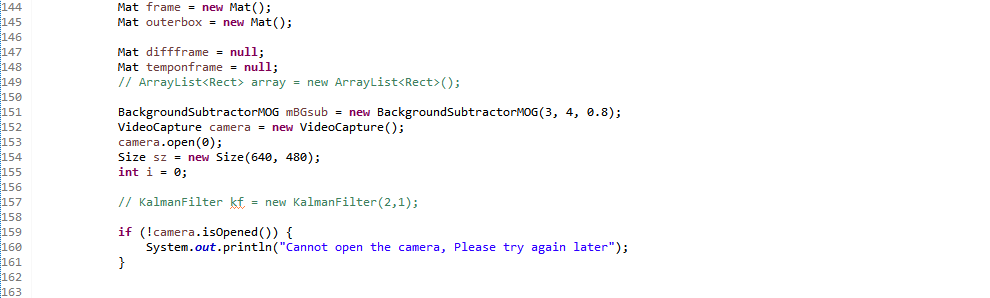 144 Mat frame = new Mat();
145 Mat outerbox = new Mat();
146
147 Mat diffframe = null;
148 Mat temponframe = null;
149 // ArrayList<Rect> array = new ArrayList<Rect>();
150
151 BackgroundSubtractorMOG mBGsub = new BackgroundSubtractorMOG(3, 4, 0.8);
152 VideoCapture camera = new VideoCapture();
153 camera.open(0);
154 Size sz = new Size(640, 480);
155 int i = 0;
156
157 // KalmanFilter kf = new KalmanFilter(2,1);
158
159 if (!camera.isOpened()) {
160 System.out.println("Cannot open the camera, Please try again later");
161 }
162
163